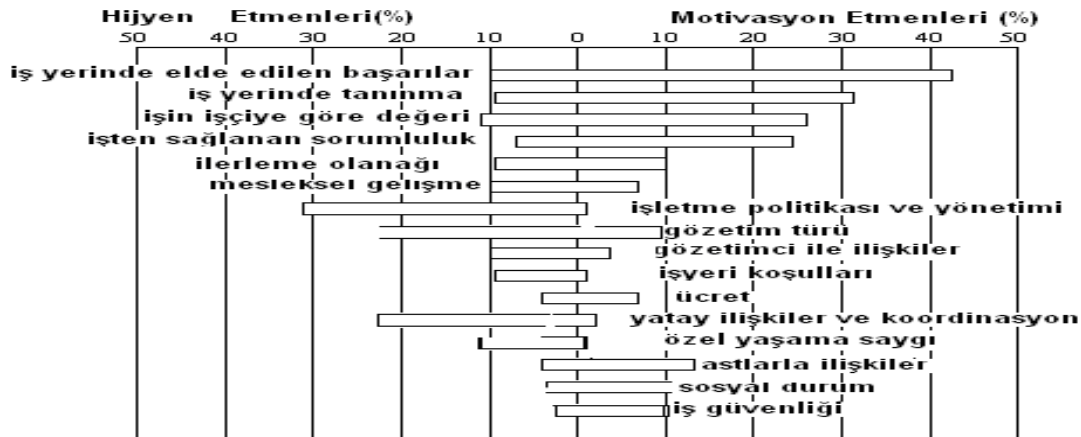 Hijyen Etmenleri(%) Motivasyon Etmenleri (%)
50 40 30 20 10 0 10 20 30 40 50
iş yerinde elde edilen başarılar
iş yerinde tanınma
işin işçiye göre değeri
işten sağlanan sorumluluk
ilerleme olanağı
mesleksel gelişme
işletme politikası ve yönetimi
gözetim türü
gözetimci ile ilişkiler
işyeri koşulları
ücret
yatay ilişkiler ve koordinasyon
özel yaşama saygı
astlarla ilişkiler
sosyal durum
iş güvenliği